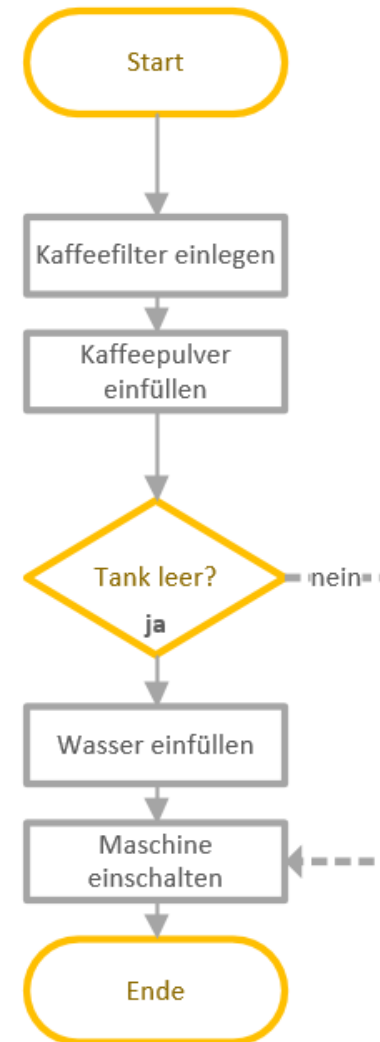 Start
Kaffeefilter einlegen
Kaffeepulver
einfüllen
Tank leer?
nein
ja
Wasser einfüllen
Maschine
einschalten
Ende